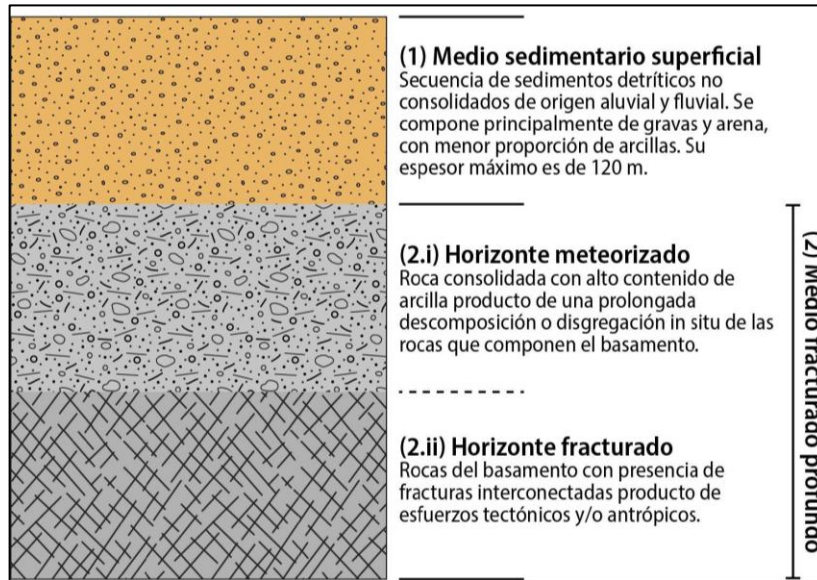 (1) Medio sedimentario superficial
Secuencia de sedimentos detríticos no
consolidados de origen aluvial y fluvial. Se
compone principalmente de gravas y arena,
con menor proporción de arcillas. Su
espesor máximo es de 120 m.
(2.i) Horizonte meteorizado
Roca consolidada con alto contenido de
arcilla producto de una prolongada
descomposición o disgregación in situ de las
rocas que componen el basamento.
(2.ii) Horizonte fracturado
Rocas del basamento con presencia de
fracturas interconectadas producto de
esfuerzos tectónicos y/o antrópicos.
(2) Medio fracturado profundo